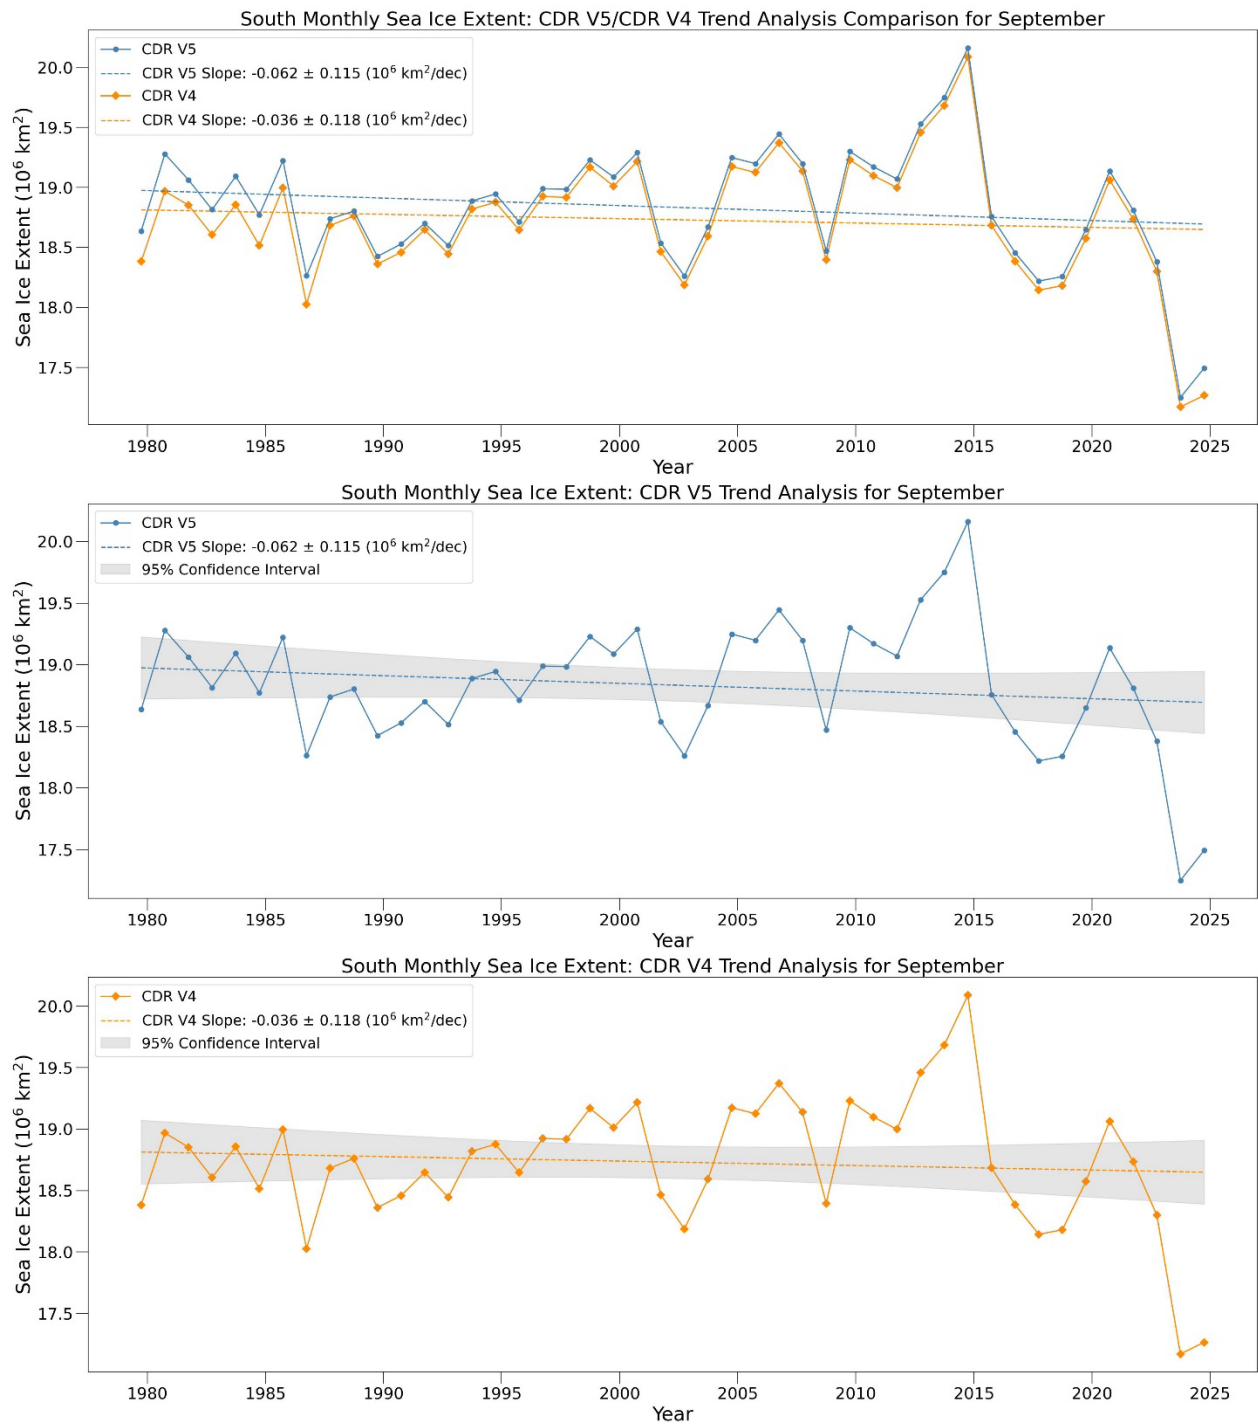 South Monthly Sea Ice Extent: CDR V5/CDR V4 Trend Analysis Comparison for September
CDR V5
CDR V5 Slope: -0.062 ± 0.115 (10⁶ km²/dec)
CDR V4
CDR V4 Slope: -0.036 ± 0.118 (10⁶ km²/dec)
Sea Ice Extent (10⁶ km²)
20.0
19.5
19.0
18.5
18.0
17.5
1980 1985 1990 1995 2000 2005 2010 2015 2020 2025
Year
South Monthly Sea Ice Extent: CDR V5 Trend Analysis for September
CDR V5
CDR V5 Slope: -0.062 ± 0.115 (10⁶ km²/dec)
95% Confidence Interval
Sea Ice Extent (10⁶ km²)
20.0
19.5
19.0
18.5
18.0
17.5
1980 1985 1990 1995 2000 2005 2010 2015 2020 2025
Year
South Monthly Sea Ice Extent: CDR V4 Trend Analysis for September
CDR V4
CDR V4 Slope: -0.036 ± 0.118 (10⁶ km²/dec)
95% Confidence Interval
Sea Ice Extent (10⁶ km²)
20.0
19.5
19.0
18.5
18.0
17.5
1980 1985 1990 1995 2000 2005 2010 2015 2020 2025
Year